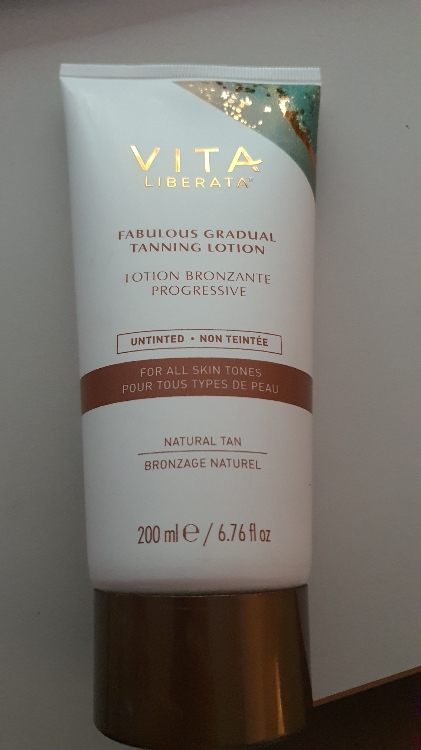 VITA
LIBERATA
FABULOUS GRADUAL
TANNING LOTION
LOTION BRONZANTE
PROGRESSIVE
UNTINTED • NON TEINTÉE
FOR ALL SKIN TONES
POUR TOUS TYPES DE PEAU
NATURAL TAN
BRONZAGE NATUREL
200 ml ℮ / 6.76 fl oz